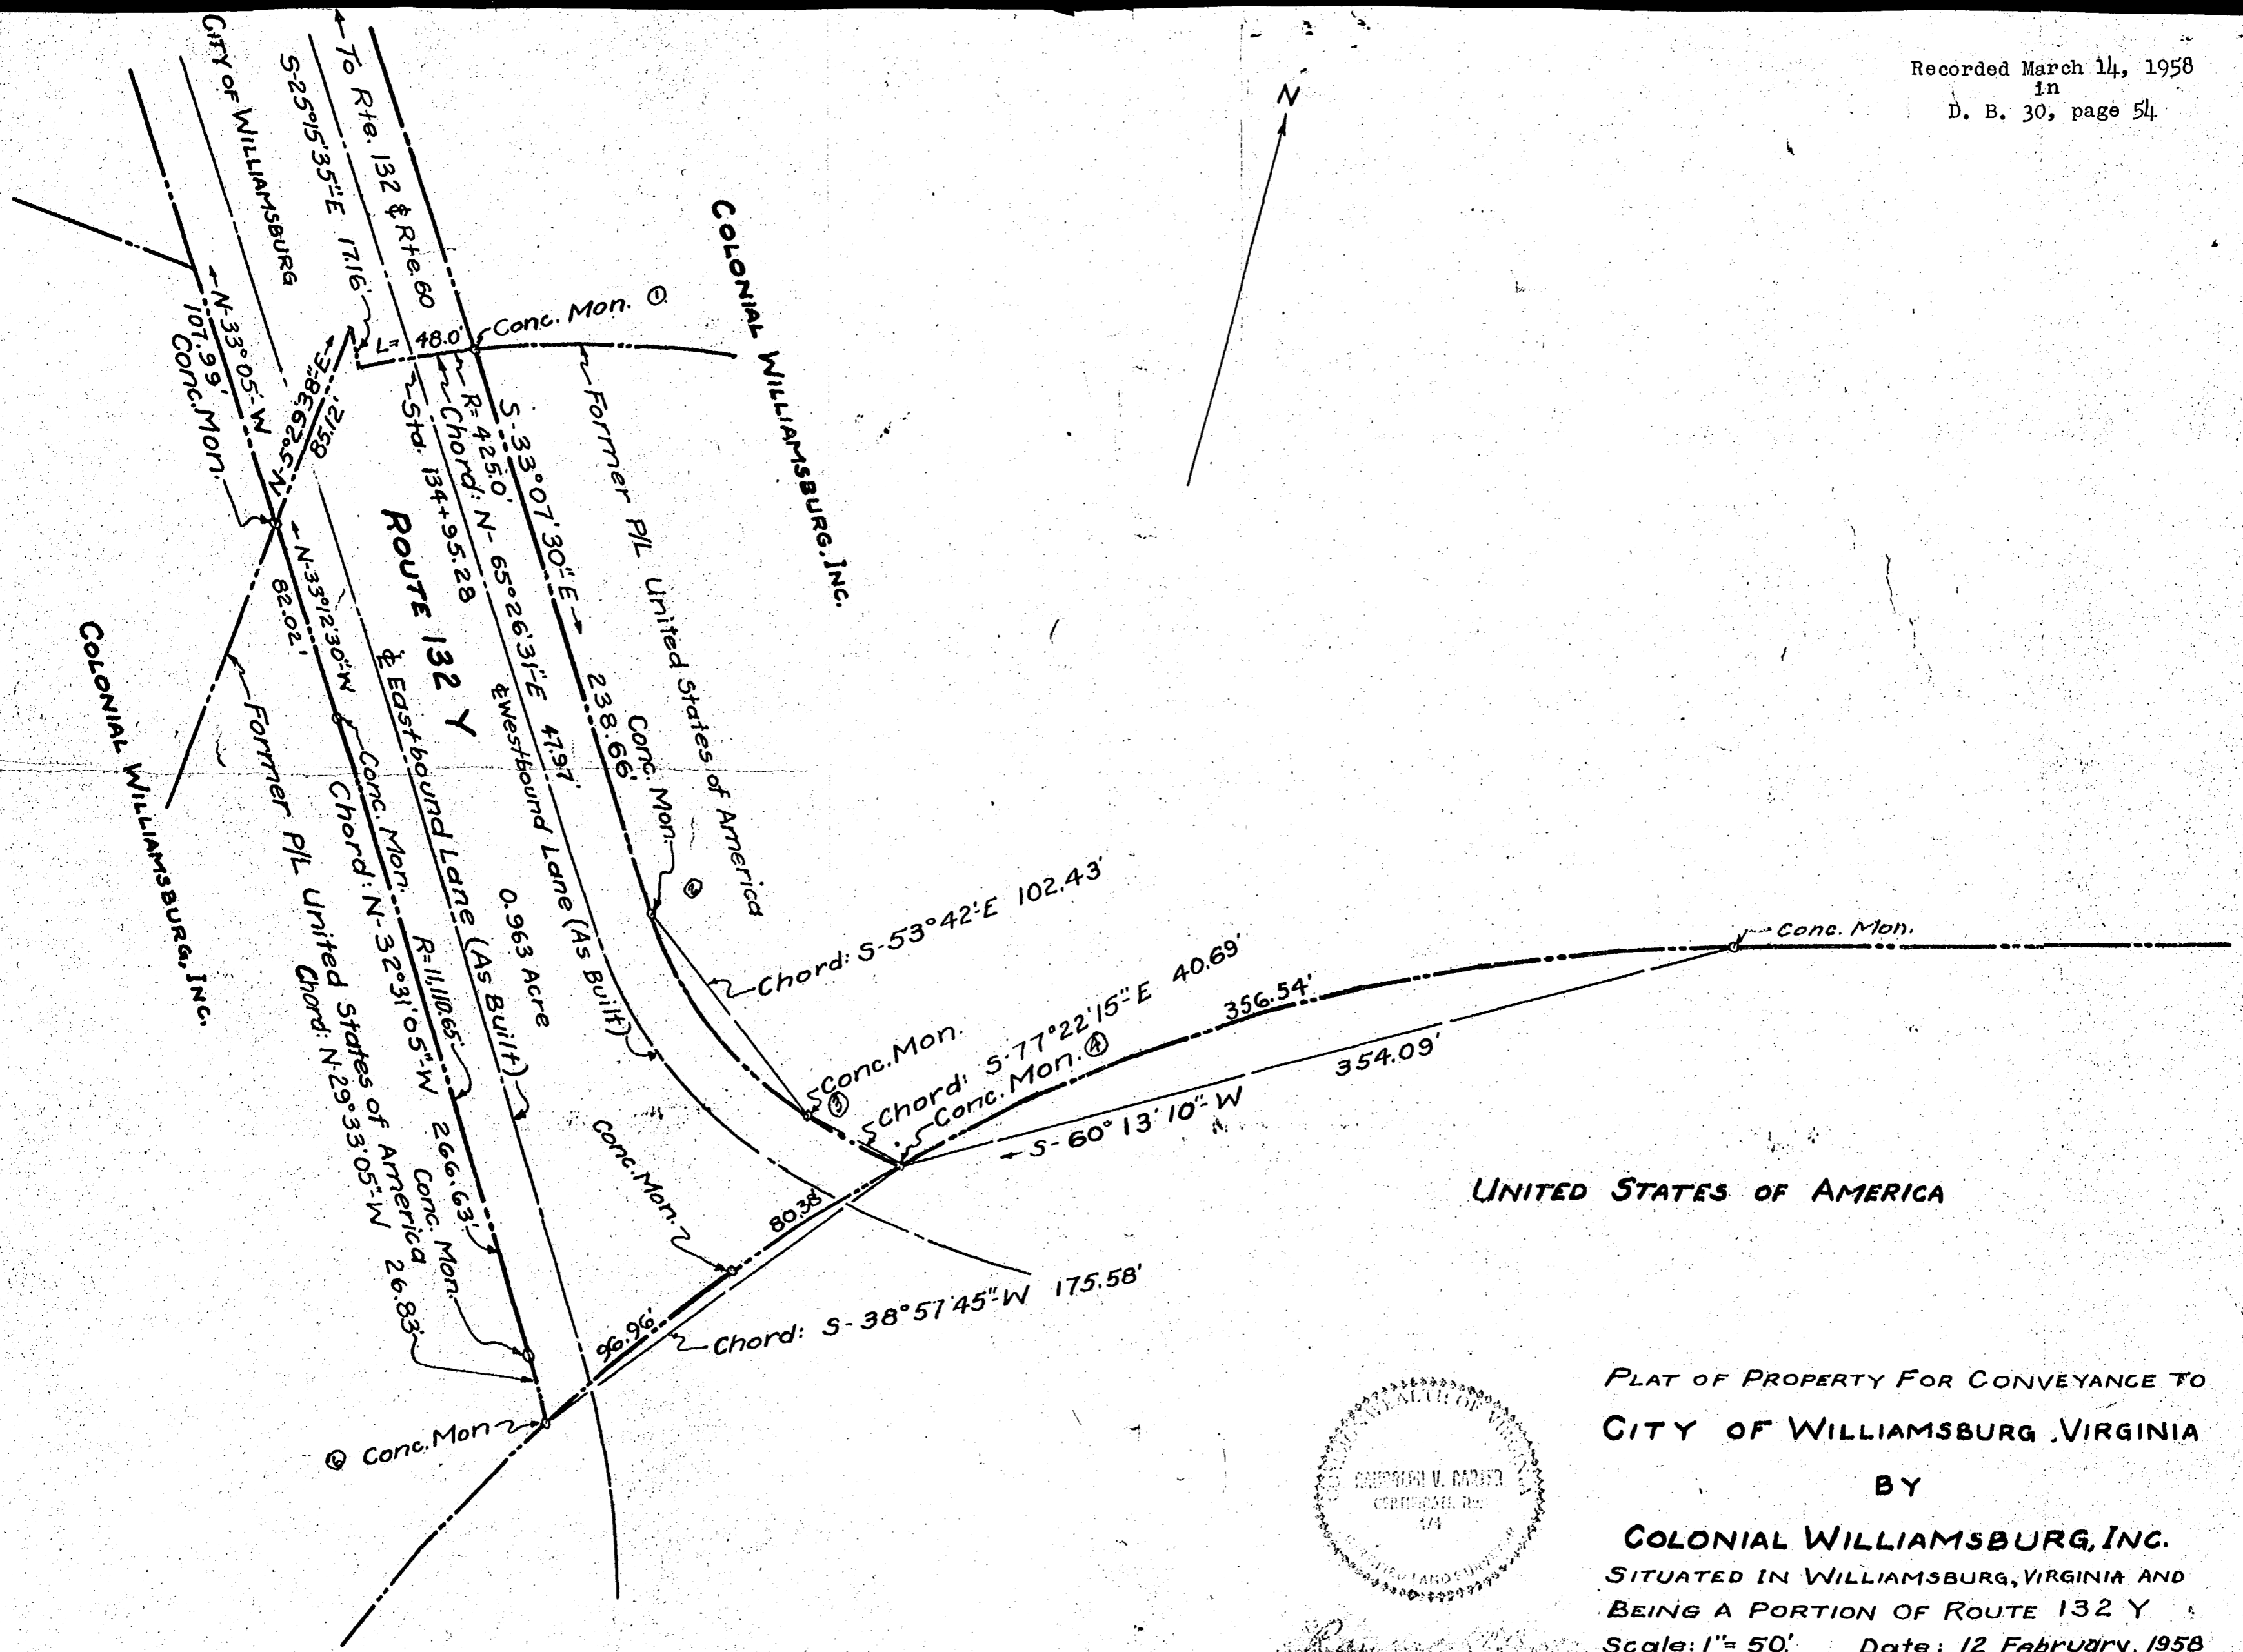 Recorded March 14, 1958
in
D. B. 30, page 54
N
CITY OF WILLIAMSBURG
S-25°15'35"-E 17.16'
To Rte. 132 & Rte. 60
COLONIAL WILLIAMSBURG, INC.
Conc. Mon. ①
L= 48.0'
N-33°05'-W
107.99'
Conc. Mon.
N-5°29'38"-E
85.12'
Sta. 134+95.28
Chord: N-65°26'31"-E 47.97'
R=425.0'
S-33°07'30"-E
238.66'
Former P/L United States of America
Conc. Mon. ②
ROUTE 132 Y
℄ Westbound Lane (As Built)
℄ Eastbound Lane (As Built)
0.963 Acre
N-33°12'30"-W
82.02'
Conc. Mon.
Chord: N-32°31'05"-W 266.63'
R=11,110.65'
COLONIAL WILLIAMSBURG, INC.
Former P/L United States of America
Chord: N-29°33'05"-W 26.83'
Conc. Mon.
Chord: S-53°42'-E 102.43'
Conc. Mon.
③
Chord: S-77°22'15"-E 40.69'
Conc. Mon. ④
356.54'
Conc. Mon.
354.09'
S-60°13'10"-W
Conc. Mon.
80.38'
96.96'
Chord: S-38°57'45"-W 175.58'
Conc. Mon
UNITED STATES OF AMERICA
PLAT OF PROPERTY FOR CONVEYANCE TO
CITY OF WILLIAMSBURG, VIRGINIA
BY
COLONIAL WILLIAMSBURG, INC.
SITUATED IN WILLIAMSBURG, VIRGINIA AND
BEING A PORTION OF ROUTE 132 Y
Scale: 1"= 50' Date: 12 February, 1958